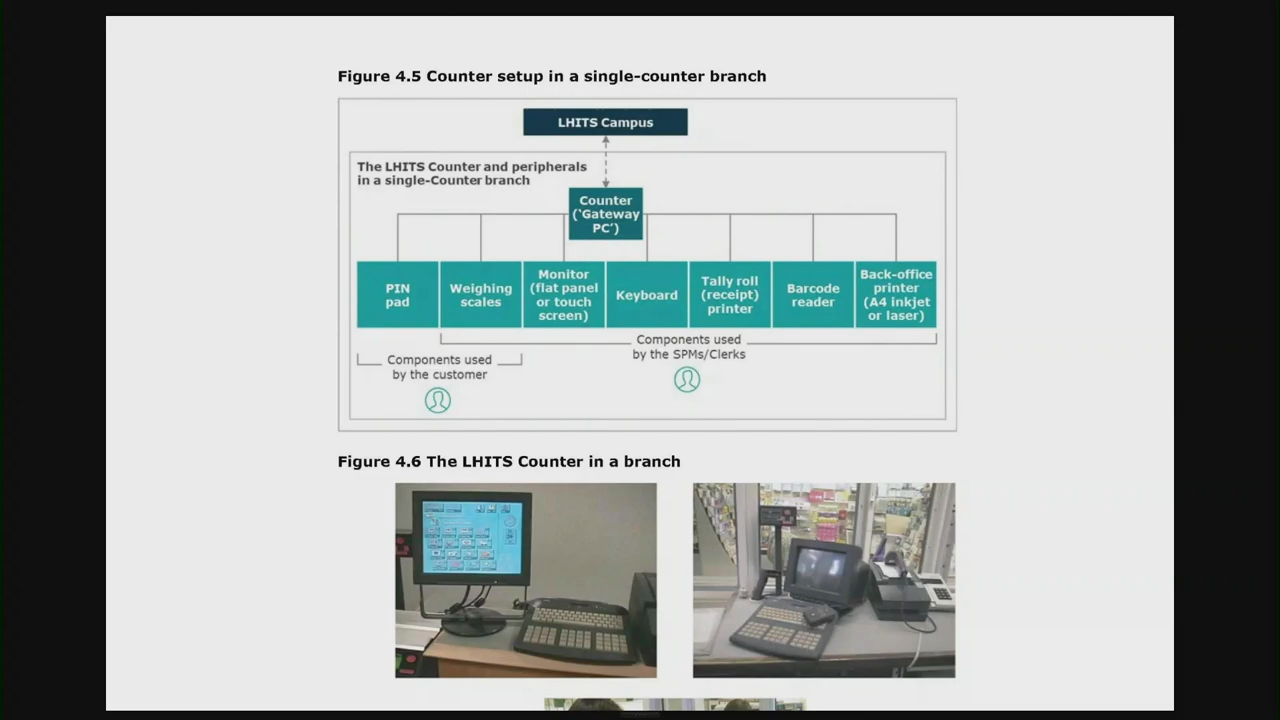 Figure 4.5 Counter setup in a single-counter branch
LHITS Campus
The LHITS Counter and peripherals
in a single-Counter branch
Counter
(‘Gateway
PC’)
PIN
pad
Weighing
scales
Monitor
(flat panel
or touch
screen)
Keyboard
Tally roll
(receipt)
printer
Barcode
reader
Back-office
printer
(A4 inkjet
or laser)
Components used
by the SPMs/Clerks
Components used
by the customer
Figure 4.6 The LHITS Counter in a branch